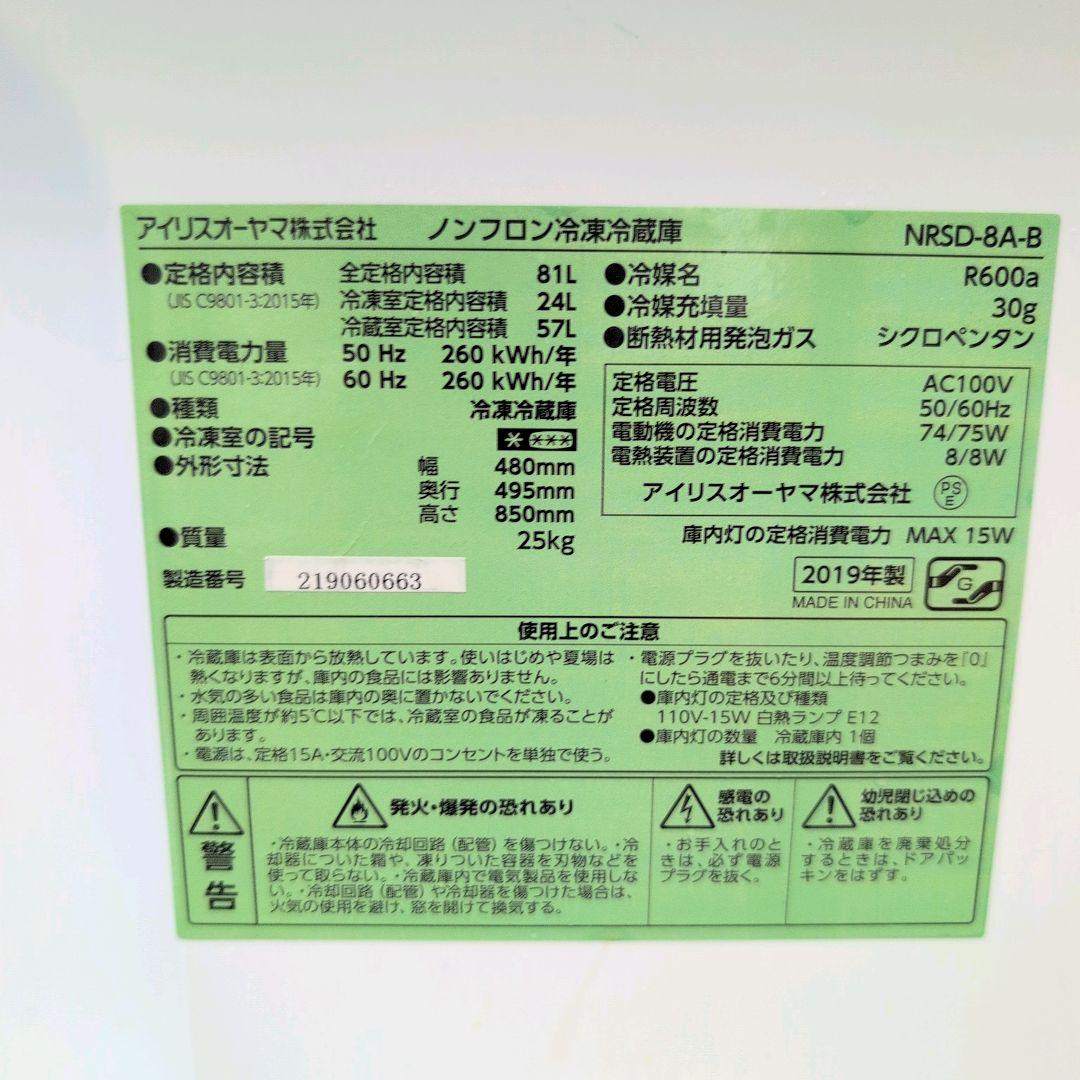 アイリスオーヤマ株式会社 ノンフロン冷凍冷蔵庫 NRSD-8A-B
●定格内容積 全定格内容積 81L
(JIS C9801-3:2015年) 冷凍室定格内容積 24L
冷蔵室定格内容積 57L
●消費電力量 50 Hz 260 kWh/年
(JIS C9801-3:2015年) 60 Hz 260 kWh/年
●種類 冷凍冷蔵庫
●冷凍室の記号 * ***
●外形寸法 幅 480mm
奥行 495mm
高さ 850mm
●質量 25kg
製造番号 219060663
●冷媒名 R600a
●冷媒充填量 30g
●断熱材用発泡ガス シクロペンタン
定格電圧 AC100V
定格周波数 50/60Hz
電動機の定格消費電力 74/75W
電熱装置の定格消費電力 8/8W
アイリスオーヤマ株式会社 PSE
庫内灯の定格消費電力 MAX 15W
2019年製
MADE IN CHINA
G
使用上のご注意
・冷蔵庫は表面から放熱しています。使いはじめや夏場は
熱くなりますが、庫内の食品には影響ありません。
・水気の多い食品は庫内の奥に置かないでください。
・周囲温度が約5℃以下では、冷蔵室の食品が凍ることが
あります。
・電源は、定格15A・交流100Vのコンセントを単独で使う。
・電源プラグを抜いたり、温度調節つまみを「0」
にしたら通電まで6分間以上待ってください。
●庫内灯の定格及び種類
110V-15W 白熱ランプ E12
●庫内灯の数量 冷蔵庫内 1個
詳しくは取扱説明書をご覧ください。
警告
発火・爆発の恐れあり
・冷蔵庫本体の冷却回路（配管）を傷つけない。・冷
却器についた霜や、凍りついた容器を刃物などを
使って取らない。・冷蔵庫内で電気製品を使用しな
い。・冷却回路（配管）や冷却器を傷つけた場合は、
火気の使用を避け、窓を開けて換気する。
感電の
恐れあり
・お手入れのと
きは、必ず電源
プラグを抜く。
幼児閉じ込めの
恐れあり
・冷蔵庫を廃棄処分
するときは、ドアパッ
キンをはずす。